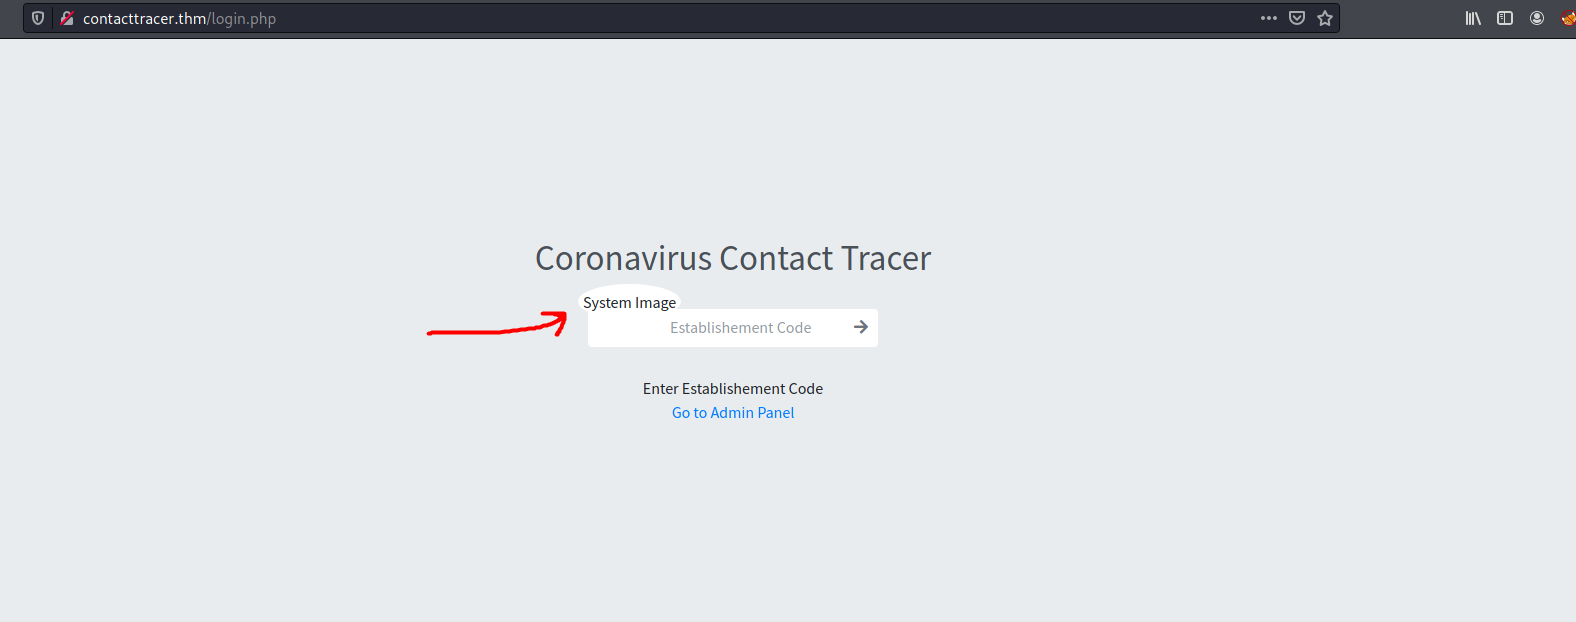 contacttracer.thm/login.php
Coronavirus Contact Tracer
System Image
Establishement Code
Enter Establishement Code
Go to Admin Panel